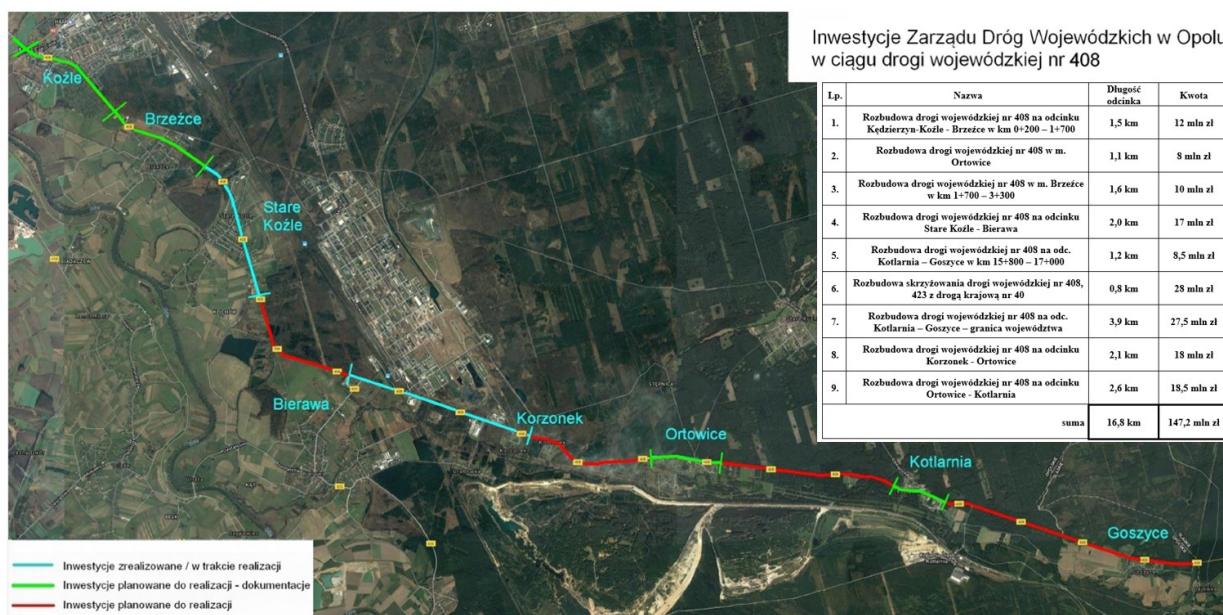 Inwestycje Zarządu Dróg Wojewódzkich w Opolu
w ciągu drogi wojewódzkiej nr 408
Lp. Nazwa Długość odcinka Kwota
1. Rozbudowa drogi wojewódzkiej nr 408 na odcinku Kędzierzyn-Koźle - Brzeźce w km 0+200 – 1+700 1,5 km 12 mln zł
2. Rozbudowa drogi wojewódzkiej nr 408 w m. Ortowice 1,1 km 8 mln zł
3. Rozbudowa drogi wojewódzkiej nr 408 w m. Brzeźce w km 1+700 – 3+300 1,6 km 10 mln zł
4. Rozbudowa drogi wojewódzkiej nr 408 na odcinku Stare Koźle - Bierawa 2,0 km 17 mln zł
5. Rozbudowa drogi wojewódzkiej nr 408 na odc. Kotlarnia – Goszyce w km 15+800 – 17+000 1,2 km 8,5 mln zł
6. Rozbudowa skrzyżowania drogi wojewódzkiej nr 408, 423 z drogą krajową nr 40 0,8 km 28 mln zł
7. Rozbudowa drogi wojewódzkiej nr 408 na odc. Kotlarnia – Goszyce – granica województwa 3,9 km 27,5 mln zł
8. Rozbudowa drogi wojewódzkiej nr 408 na odcinku Korzonek - Ortowice 2,1 km 18 mln zł
9. Rozbudowa drogi wojewódzkiej nr 408 na odcinku Ortowice - Kotlarnia 2,6 km 18,5 mln zł
suma 16,8 km 147,2 mln zł
Koźle
Brzeźce
Stare
Koźle
Bierawa
Korzonek
Ortowice
Kotlarnia
Goszyce
Inwestycje zrealizowane / w trakcie realizacji
Inwestycje planowane do realizacji - dokumentacje
Inwestycje planowane do realizacji